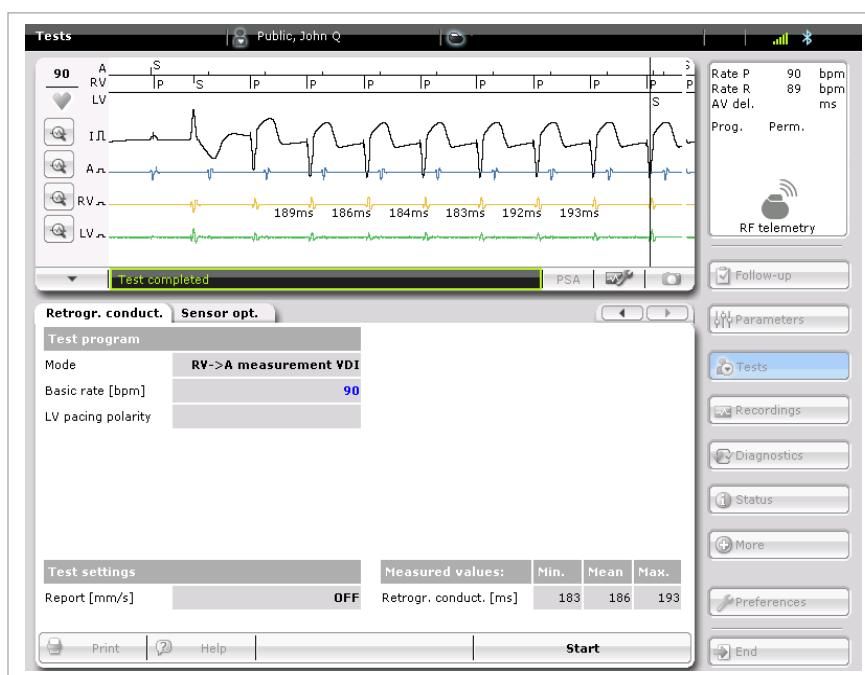 Tests Public, John Q
90 A S S
RV P S P P P P P P P P
LV S
I
A
RV 189ms 186ms 184ms 183ms 192ms 193ms
LV
Test completed PSA
Retrogr. conduct. Sensor opt.
Test program
Mode RV->A measurement VDI
Basic rate [bpm] 90
LV pacing polarity
Test settings Measured values: Min. Mean Max.
Report [mm/s] OFF Retrogr. conduct. [ms] 183 186 193
Print Help Start
Rate P 90 bpm
Rate R 89 bpm
AV del. ms
Prog. Perm.
RF telemetry
Follow-up
Parameters
Tests
Recordings
Diagnostics
Status
More
Preferences
End